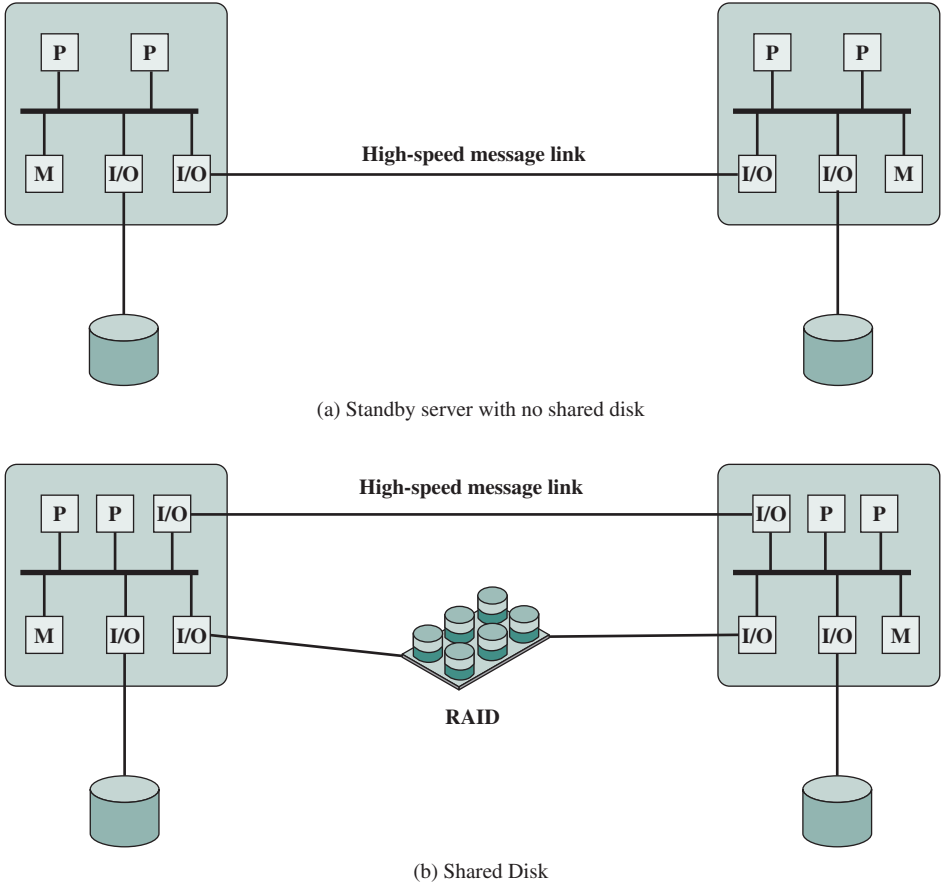 P P P P
M I/O I/O High-speed message link I/O I/O M
(a) Standby server with no shared disk
P P I/O High-speed message link I/O P P
M I/O I/O I/O I/O M
RAID
(b) Shared Disk